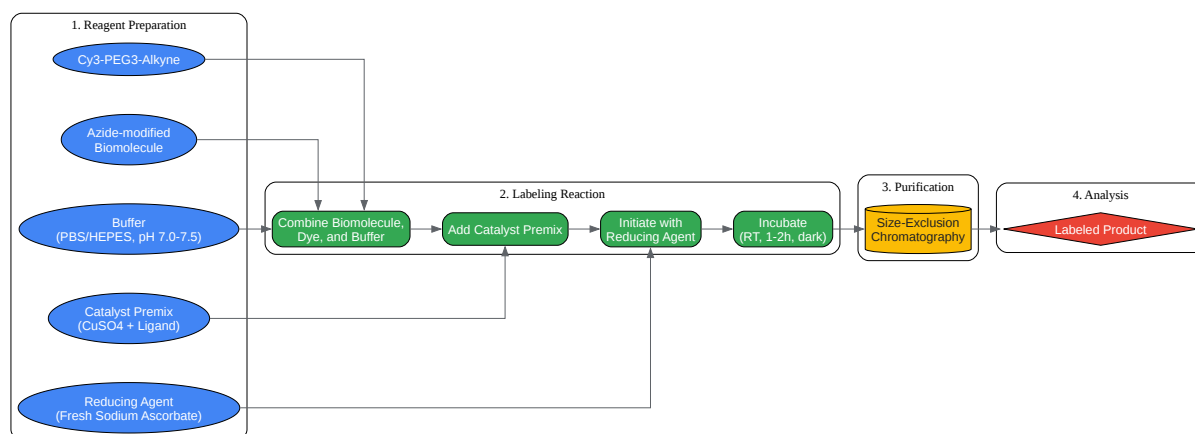 1. Reagent Preparation
Cy3-PEG3-Alkyne
Azide-modified
Biomolecule
Buffer
(PBS/HEPES, pH 7.0-7.5)
Catalyst Premix
(CuSO4 + Ligand)
Reducing Agent
(Fresh Sodium Ascorbate)
2. Labeling Reaction
Combine Biomolecule,
Dye, and Buffer
Add Catalyst Premix
Initiate with
Reducing Agent
Incubate
(RT, 1-2h, dark)
3. Purification
Size-Exclusion
Chromatography
4. Analysis
Labeled Product